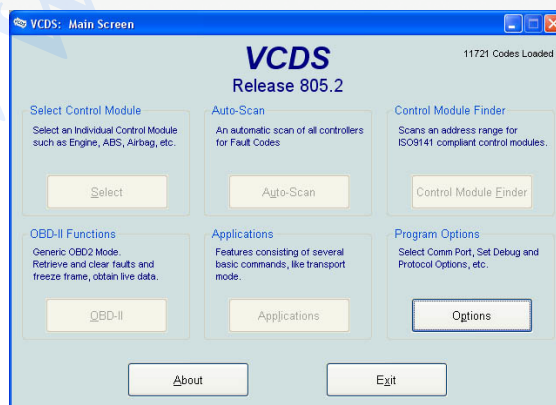 VCDS: Main Screen
VCDS
Release 805.2
11721 Codes Loaded
Select Control Module
Select an Individual Control Module
such as Engine, ABS, Airbag, etc.
Select
Auto-Scan
An automatic scan of all controllers
for Fault Codes
Auto-Scan
Control Module Finder
Scans an address range for
ISO9141 compliant control modules.
Control Module Finder
OBD-II Functions
Generic OBD2 Mode.
Retrieve and clear faults and
freeze frame, obtain live data.
OBD-II
Applications
Features consisting of several
basic commands, like transport
mode.
Applications
Program Options
Select Comm Port, Set Debug and
Protocol Options, etc.
Options
About
Exit